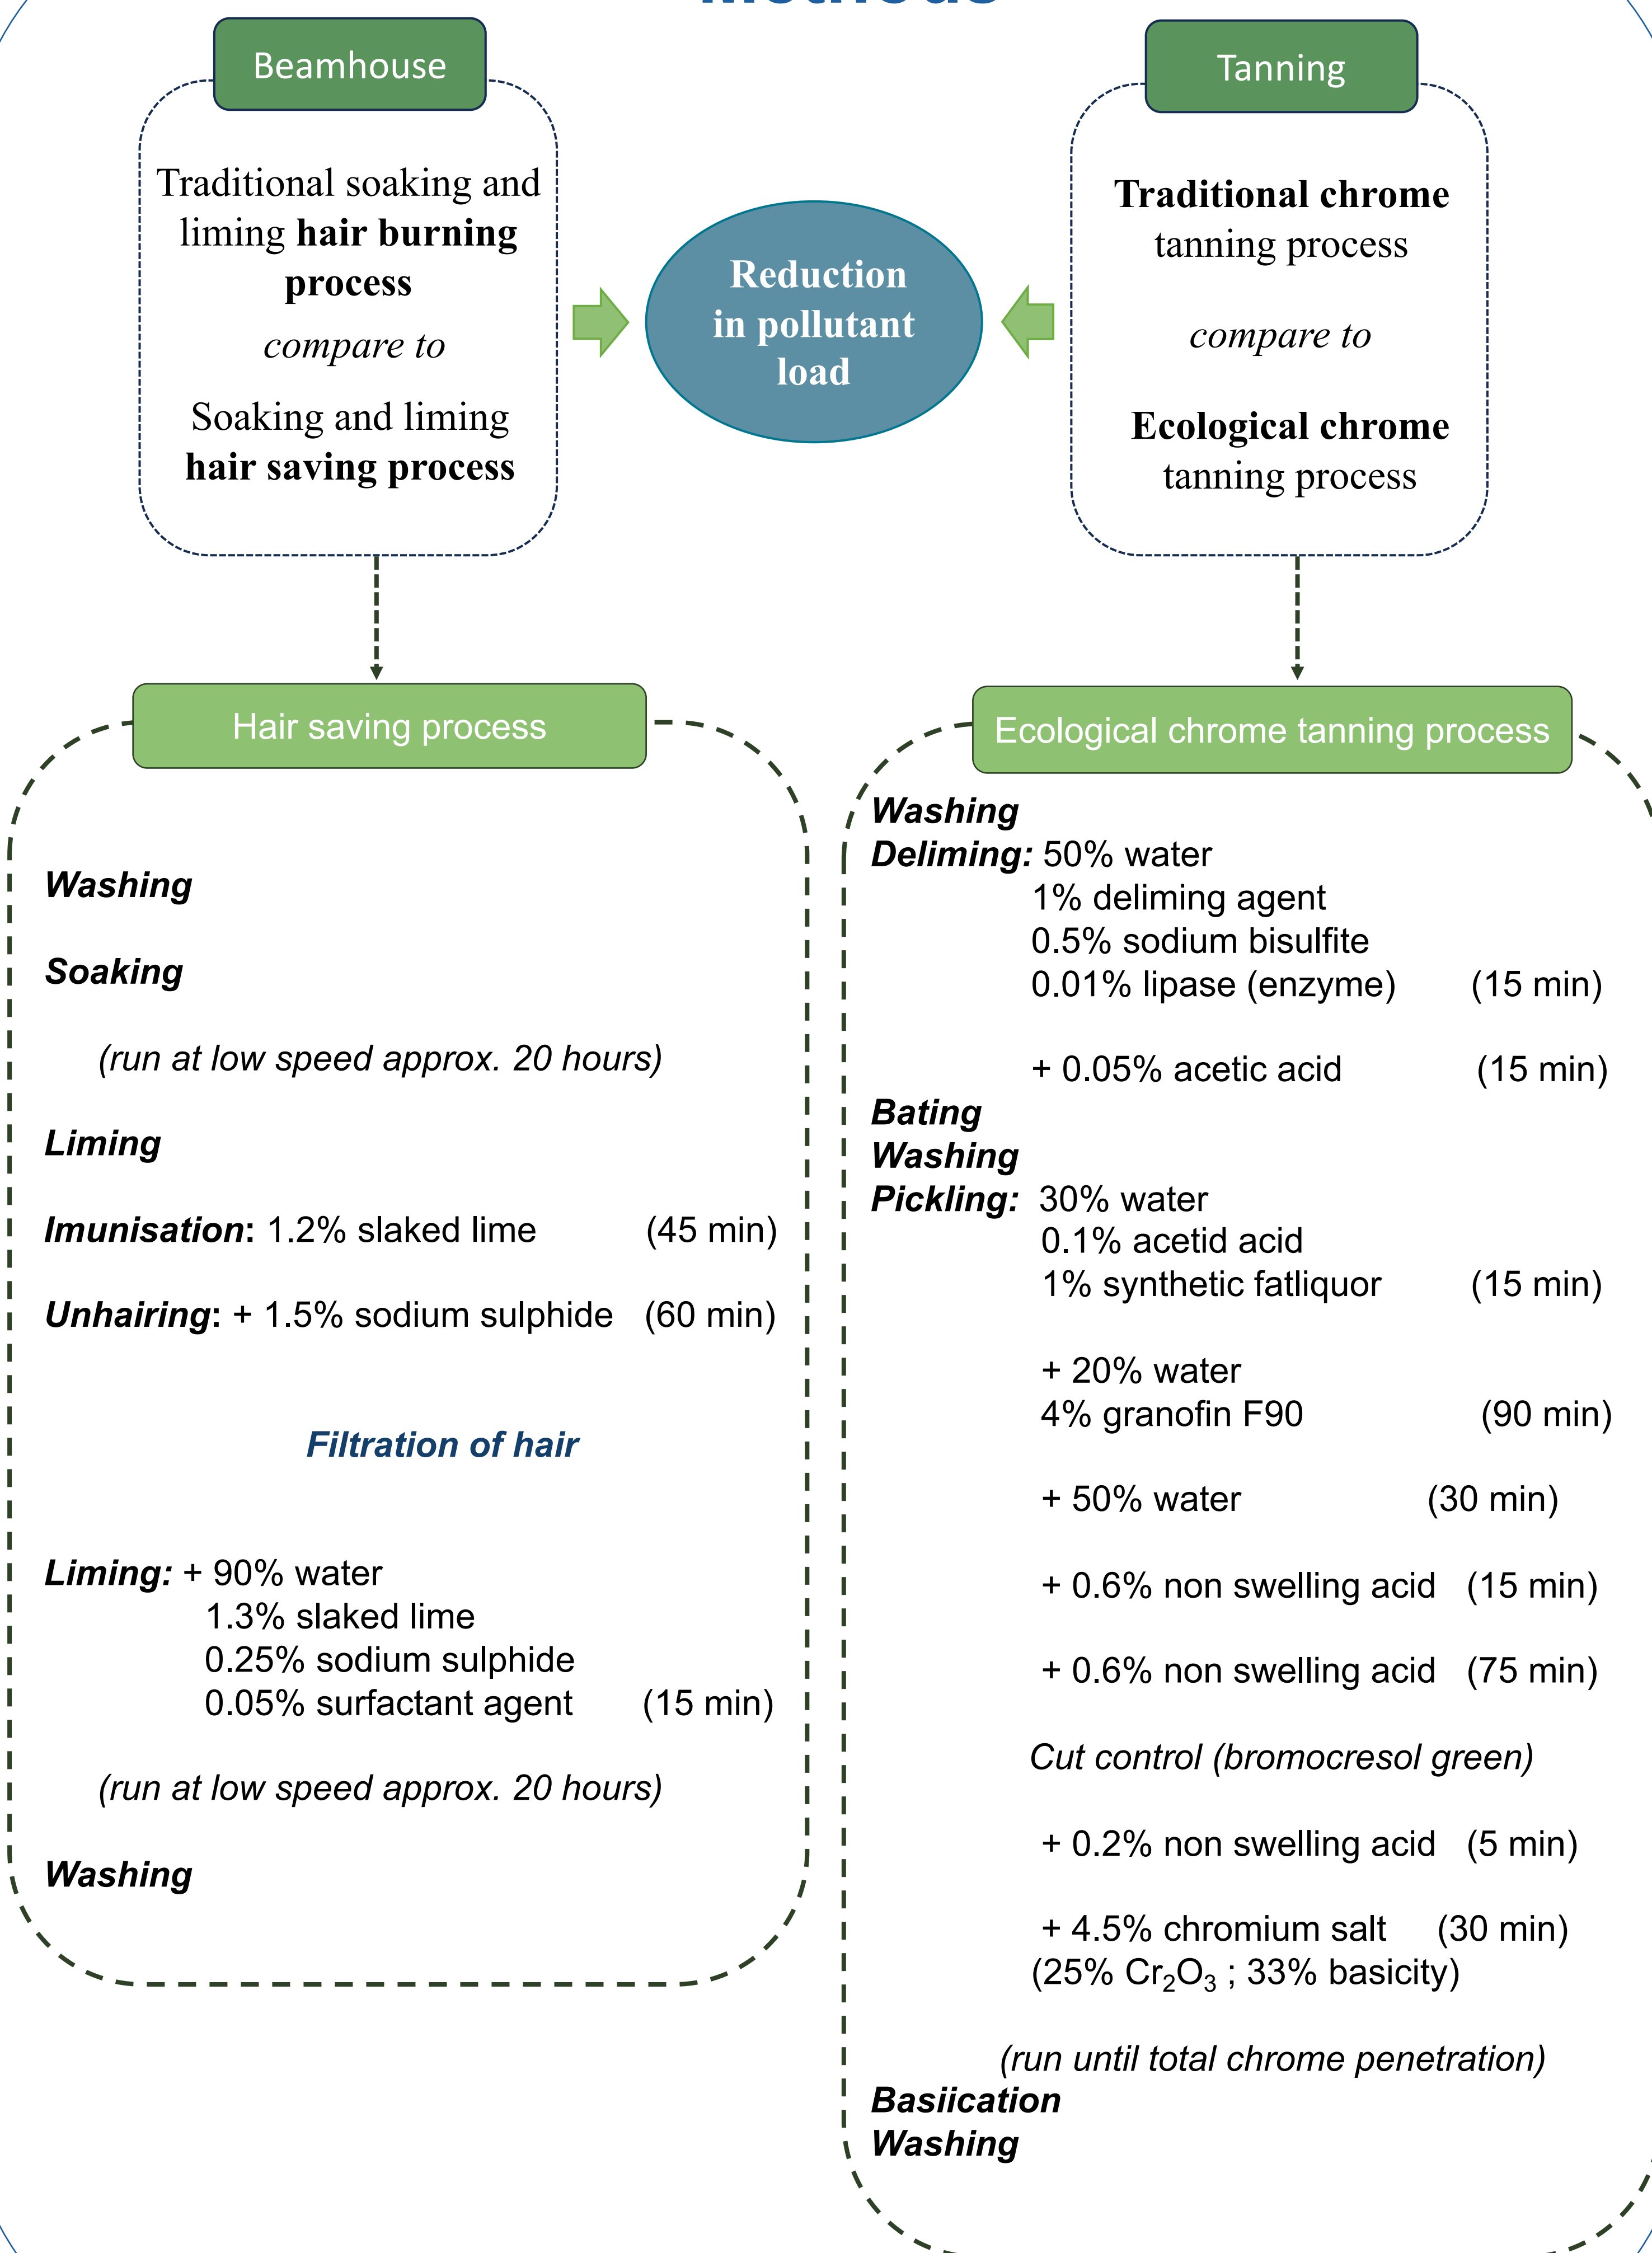 Methods
Beamhouse
Traditional soaking and
liming hair burning
process
compare to
Soaking and liming
hair saving process
Reduction
in pollutant
load
Tanning
Traditional chrome
tanning process
compare to
Ecological chrome
tanning process
Hair saving process
Washing
Soaking
(run at low speed approx. 20 hours)
Liming
Imunisation: 1.2% slaked lime (45 min)
Unhairing: + 1.5% sodium sulphide (60 min)
Filtration of hair
Liming: + 90% water
1.3% slaked lime
0.25% sodium sulphide
0.05% surfactant agent (15 min)
(run at low speed approx. 20 hours)
Washing
Ecological chrome tanning process
Washing
Deliming: 50% water
1% deliming agent
0.5% sodium bisulfite
0.01% lipase (enzyme) (15 min)
+ 0.05% acetic acid (15 min)
Bating
Washing
Pickling: 30% water
0.1% acetid acid
1% synthetic fatliquor (15 min)
+ 20% water
4% granofin F90 (90 min)
+ 50% water (30 min)
+ 0.6% non swelling acid (15 min)
+ 0.6% non swelling acid (75 min)
Cut control (bromocresol green)
+ 0.2% non swelling acid (5 min)
+ 4.5% chromium salt (30 min)
(25% Cr₂O₃ ; 33% basicity)
(run until total chrome penetration)
Basiication
Washing